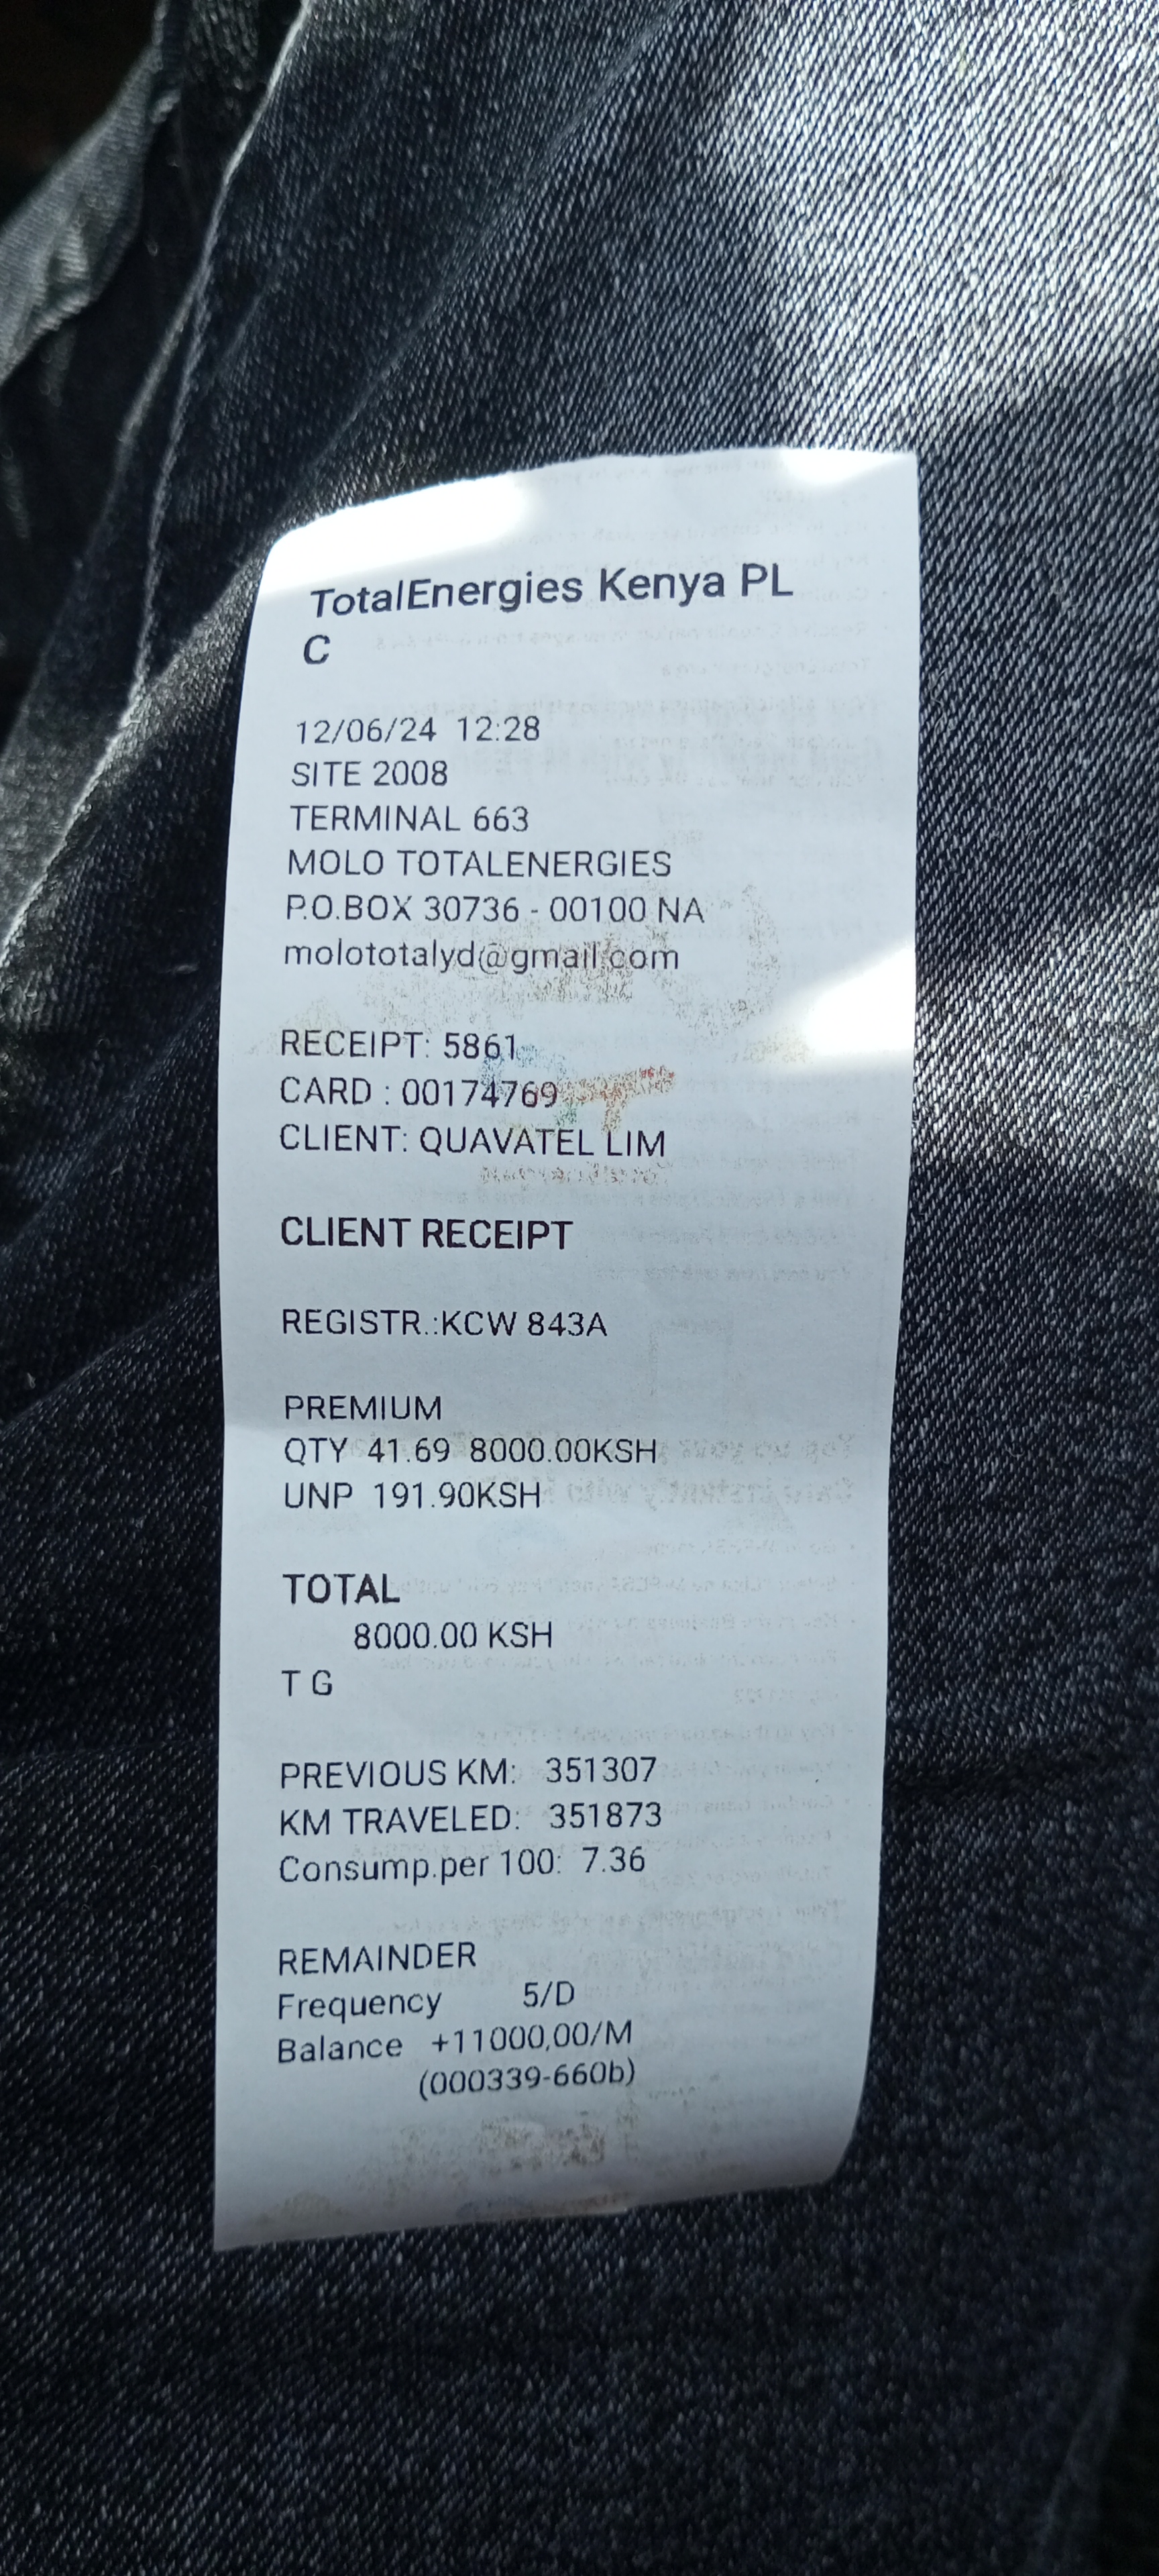 TotalEnergies Kenya PL
C
12/06/24 12:28
SITE 2008
TERMINAL 663
MOLO TOTALENERGIES
P.O.BOX 30736 - 00100 NA
molototalyd@gmail.com
RECEIPT: 5861
CARD : 00174769
CLIENT: QUAVATEL LIM
CLIENT RECEIPT
REGISTR.:KCW 843A
PREMIUM
QTY 41.69 8000.00KSH
UNP 191.90KSH
TOTAL
8000.00 KSH
T G
PREVIOUS KM: 351307
KM TRAVELED: 351873
Consump.per 100: 7.36
REMAINDER
Frequency 5/D
Balance +11000,00/M
(000339-660b)